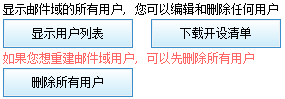 显示邮件域的所有用户，您可以编辑和删除任何用户
显示用户列表 下载开设清单
如果您想重建邮件域用户，可以先删除所有用户
删除所有用户